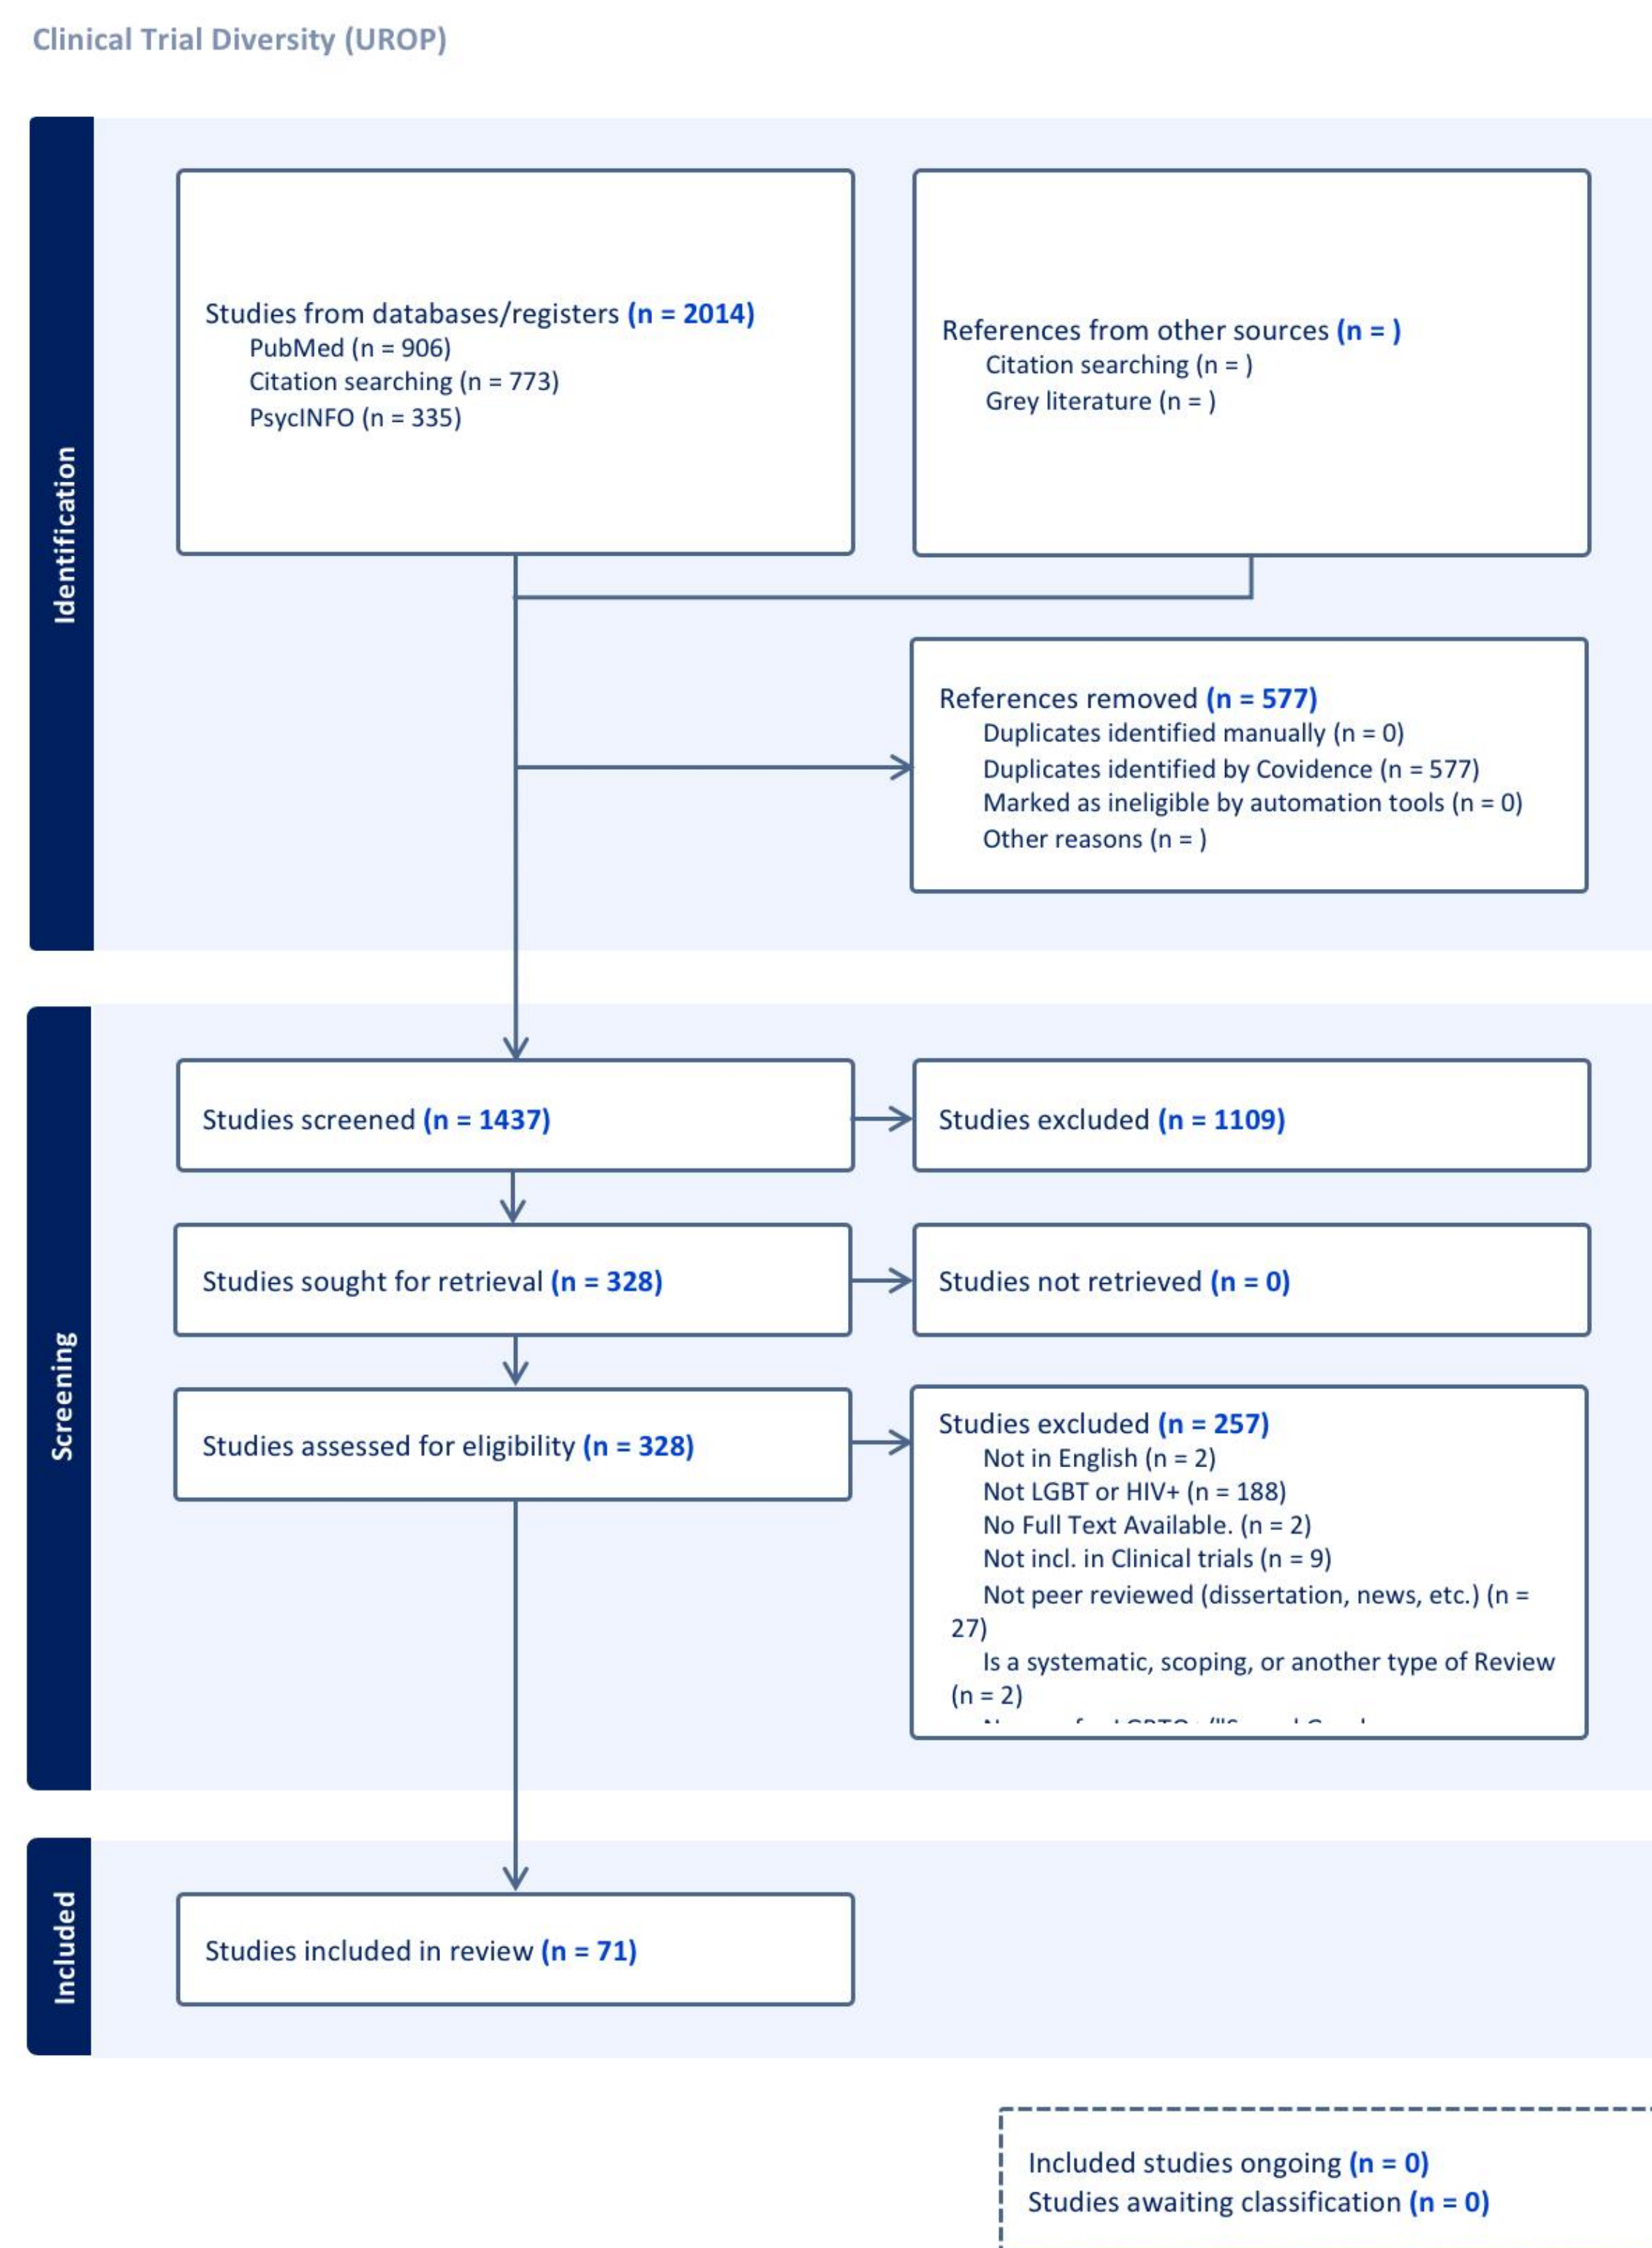 Clinical Trial Diversity (UROP)
Identification
Studies from databases/registers (n = 2014)
PubMed (n = 906)
Citation searching (n = 773)
PsycINFO (n = 335)
References from other sources (n = )
Citation searching (n = )
Grey literature (n = )
References removed (n = 577)
Duplicates identified manually (n = 0)
Duplicates identified by Covidence (n = 577)
Marked as ineligible by automation tools (n = 0)
Other reasons (n = )
Screening
Studies screened (n = 1437)
Studies excluded (n = 1109)
Studies sought for retrieval (n = 328)
Studies not retrieved (n = 0)
Studies assessed for eligibility (n = 328)
Studies excluded (n = 257)
Not in English (n = 2)
Not LGBT or HIV+ (n = 188)
No Full Text Available. (n = 2)
Not incl. in Clinical trials (n = 9)
Not peer reviewed (dissertation, news, etc.) (n =
27)
Is a systematic, scoping, or another type of Review
(n = 2)
Included
Studies included in review (n = 71)
Included studies ongoing (n = 0)
Studies awaiting classification (n = 0)